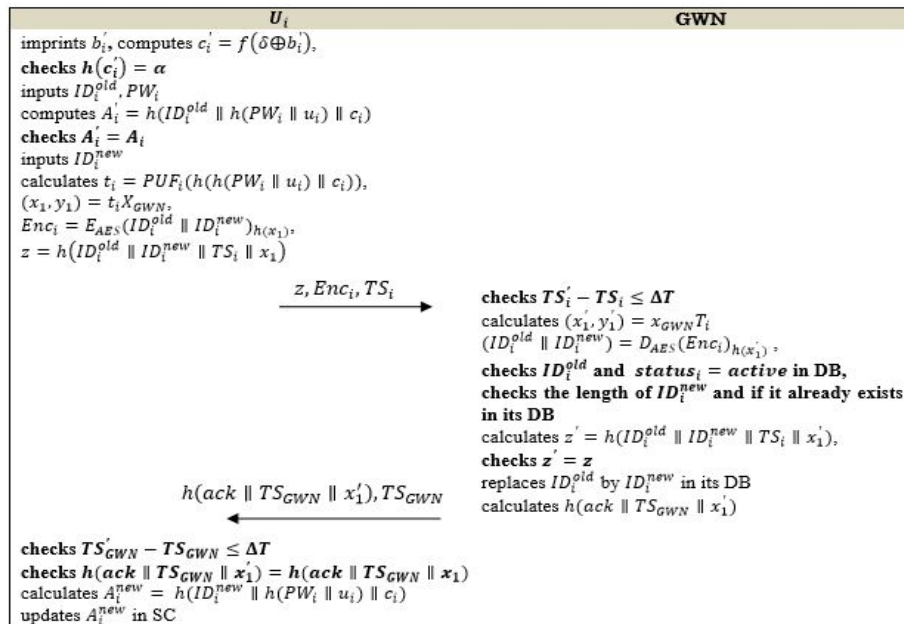 U_i GWN
imprints b_i', computes c_i' = f(δ⊕b_i'),
checks h(c_i') = α
inputs ID_i^old, PW_i
computes A_i' = h(ID_i^old ∥ h(PW_i ∥ u_i) ∥ c_i)
checks A_i' = A_i
inputs ID_i^new
calculates t_i = PUF_i(h(h(PW_i ∥ u_i) ∥ c_i)),
(x_1, y_1) = t_i X_GWN,
Enc_i = E_AES(ID_i^old ∥ ID_i^new)_h(x_1),
z = h(ID_i^old ∥ ID_i^new ∥ TS_i ∥ x_1)
z, Enc_i, TS_i
checks TS_i' − TS_i ≤ ΔT
calculates (x_1', y_1') = x_GWN T_i
(ID_i^old ∥ ID_i^new) = D_AES(Enc_i)_h(x_1') ,
checks ID_i^old and status_i = active in DB,
checks the length of ID_i^new and if it already exists
in its DB
calculates z' = h(ID_i^old ∥ ID_i^new ∥ TS_i ∥ x_1'),
checks z' = z
replaces ID_i^old by ID_i^new in its DB
calculates h(ack ∥ TS_GWN ∥ x_1')
h(ack ∥ TS_GWN ∥ x_1'), TS_GWN
checks TS_GWN' − TS_GWN ≤ ΔT
checks h(ack ∥ TS_GWN ∥ x_1') = h(ack ∥ TS_GWN ∥ x_1)
calculates A_i^new = h(ID_i^new ∥ h(PW_i ∥ u_i) ∥ c_i)
updates A_i^new in SC